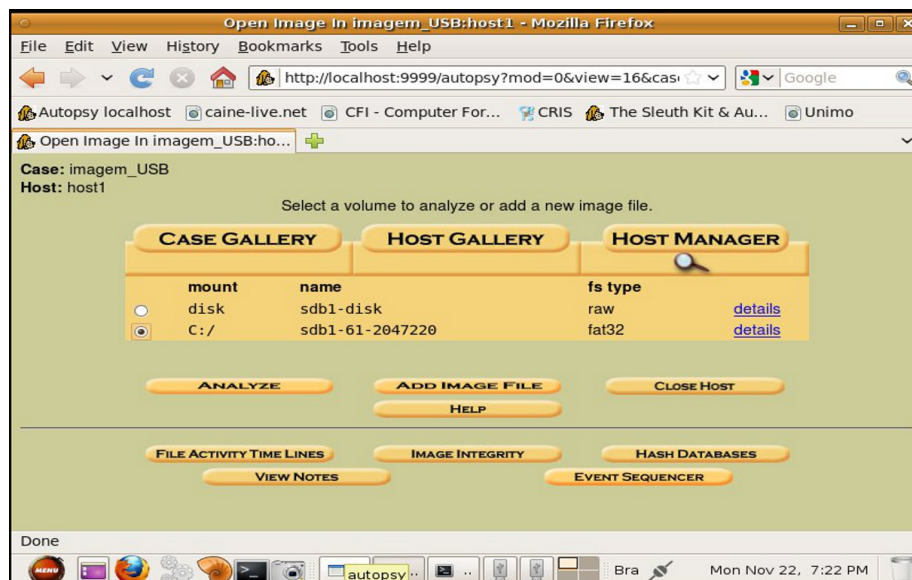 Open Image In imagem_USB:host1 - Mozilla Firefox
File Edit View History Bookmarks Tools Help
http://localhost:9999/autopsy?mod=0&view=16&cas
Google
Autopsy localhost caine-live.net CFI - Computer For... CRIS The Sleuth Kit & Au... Unimo
Open Image In imagem_USB:ho...
Case: imagem_USB
Host: host1
Select a volume to analyze or add a new image file.
CASE GALLERY HOST GALLERY HOST MANAGER
mount name fs type
disk sdb1-disk raw details
C:/ sdb1-61-2047220 fat32 details
ANALYZE ADD IMAGE FILE CLOSE HOST
HELP
FILE ACTIVITY TIME LINES IMAGE INTEGRITY HASH DATABASES
VIEW NOTES EVENT SEQUENCER
Done
MENU autopsy.. .. Bra Mon Nov 22, 7:22 PM